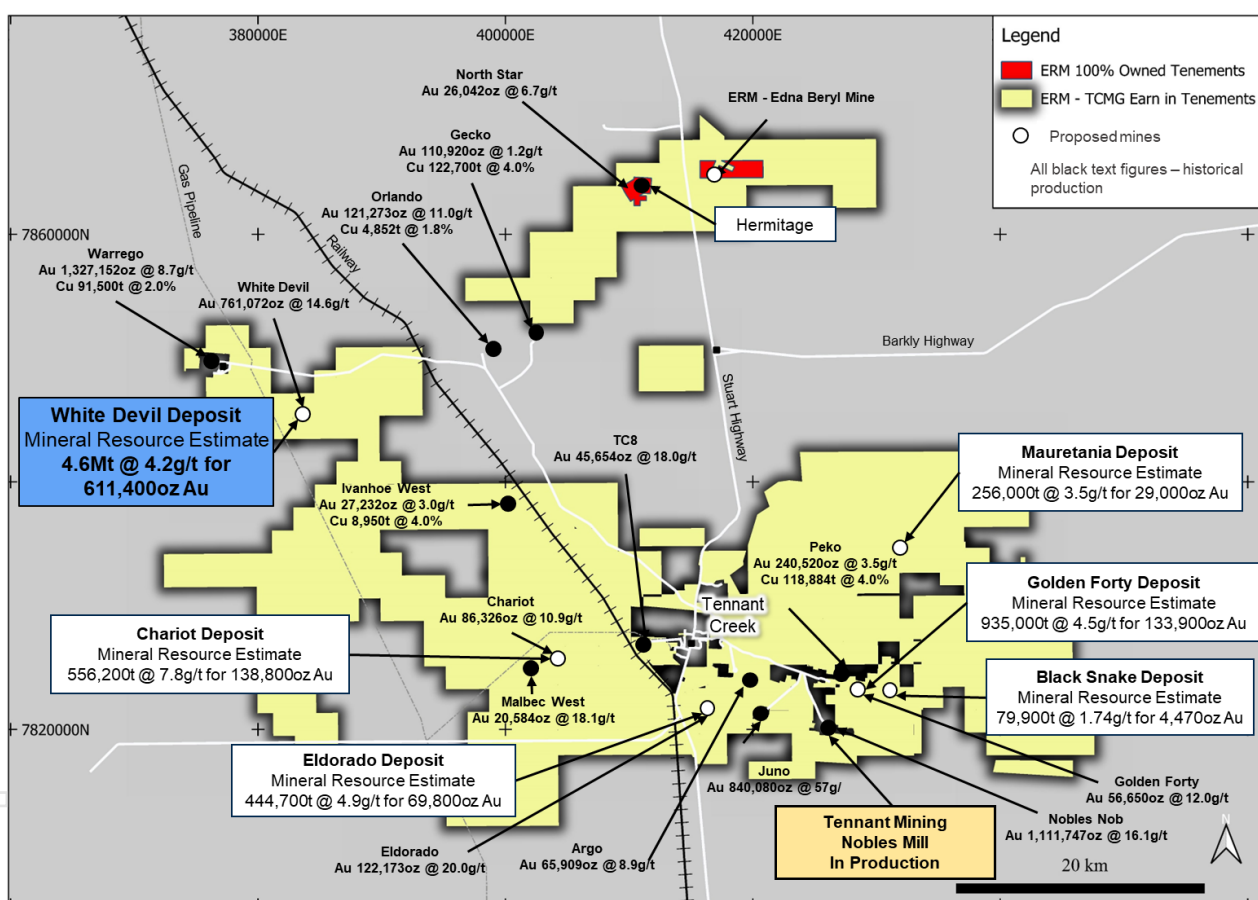 380000E
400000E
420000E
Legend
ERM 100% Owned Tenements
ERM - TCMG Earn in Tenements
Proposed mines
All black text figures – historical
production
North Star
Au 26,042oz @ 6.7g/t
ERM - Edna Beryl Mine
Gecko
Au 110,920oz @ 1.2g/t
Cu 122,700t @ 4.0%
Gas Pipeline
Orlando
Au 121,273oz @ 11.0g/t
Cu 4,852t @ 1.8%
Hermitage
7860000N
Railway
Warrego
Au 1,327,152oz @ 8.7g/t
Cu 91,500t @ 2.0%
White Devil
Au 761,072oz @ 14.6g/t
Barkly Highway
Stuart Highway
White Devil Deposit
Mineral Resource Estimate
4.6Mt @ 4.2g/t for
611,400oz Au
TC8
Au 45,654oz @ 18.0g/t
Mauretania Deposit
Mineral Resource Estimate
256,000t @ 3.5g/t for 29,000oz Au
Ivanhoe West
Au 27,232oz @ 3.0g/t
Cu 8,950t @ 4.0%
Peko
Au 240,520oz @ 3.5g/t
Cu 118,884t @ 4.0%
Golden Forty Deposit
Mineral Resource Estimate
935,000t @ 4.5g/t for 133,900oz Au
Tennant
Creek
Chariot
Au 86,326oz @ 10.9g/t
Chariot Deposit
Mineral Resource Estimate
556,200t @ 7.8g/t for 138,800oz Au
Black Snake Deposit
Mineral Resource Estimate
79,900t @ 1.74g/t for 4,470oz Au
Malbec West
Au 20,584oz @ 18.1g/t
7820000N
Eldorado Deposit
Mineral Resource Estimate
444,700t @ 4.9g/t for 69,800oz Au
Juno
Au 840,080oz @ 57g/
Golden Forty
Au 56,650oz @ 12.0g/t
Tennant Mining
Nobles Mill
In Production
Nobles Nob
Au 1,111,747oz @ 16.1g/t
N
Eldorado
Au 122,173oz @ 20.0g/t
Argo
Au 65,909oz @ 8.9g/t
20 km